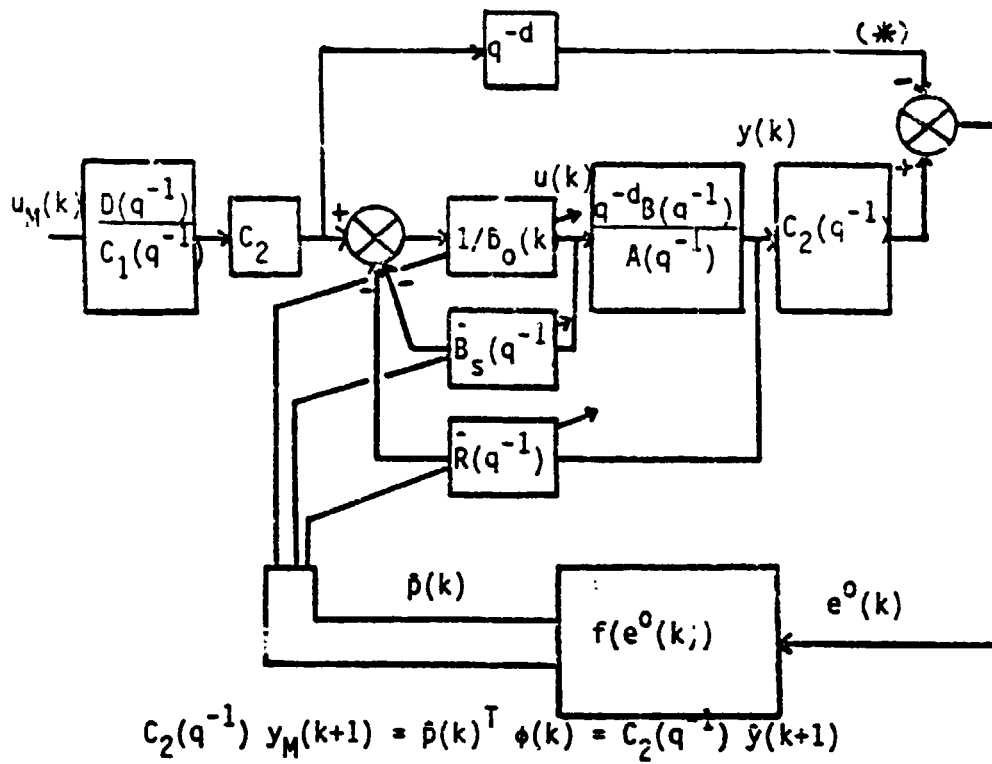 q^-d
(*)
-
y(k)
+
u_M(k)
D(q^-1)
C_1(q^-1)
C_2
+
1/b̂_o(k
u(k)
q^-d B(q^-1)
A(q^-1)
C_2(q^-1)
- -
B̂_s(q^-1
R̂(q^-1)
p̂(k)
f(e^o(k;)
e^o(k)
C_2(q^-1) y_M(k+1) = p̂(k)^T φ(k) = C_2(q^-1) ŷ(k+1)